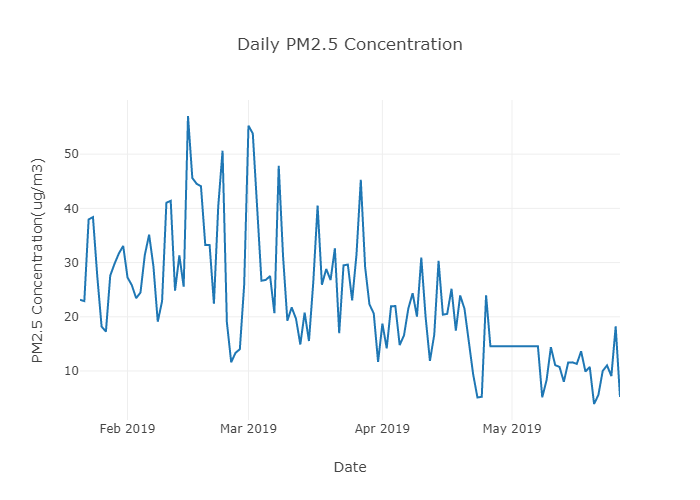 Daily PM2.5 Concentration
PM2.5 Concentration(ug/m3)
50
40
30
20
10
Feb 2019
Mar 2019
Apr 2019
May 2019
Date